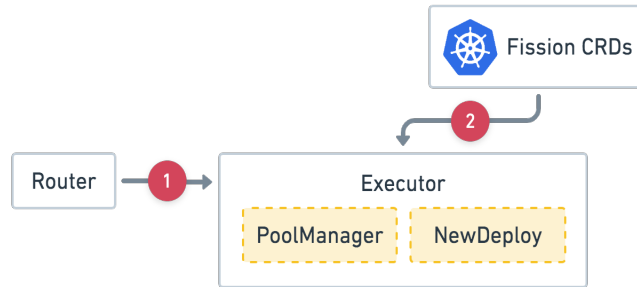 Fission CRDs
2
Router
1
Executor
PoolManager
NewDeploy